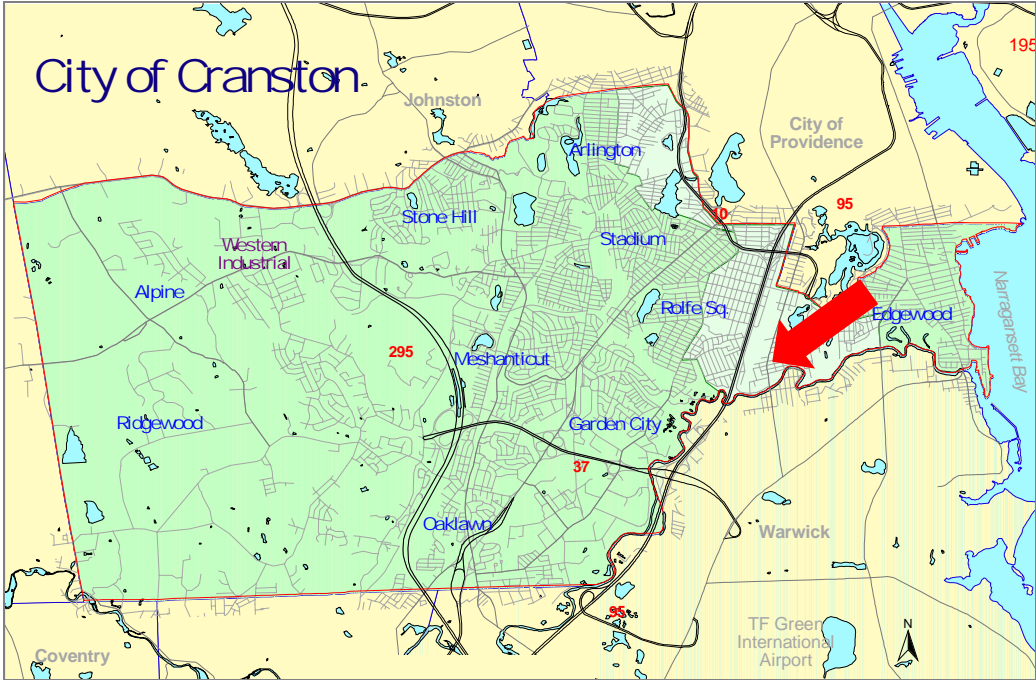 City of Cranston
195
Johnston
City of
Providence
Arlington
10
95
Stone Hill
Stadium
Western
Industrial
Alpine
Rolfe Sq.
Edgewood
Narragansett Bay
295
Meshanticut
Ridgewood
Garden City
37
Oaklawn
Warwick
95
TF Green
International
Airport
N
Coventry